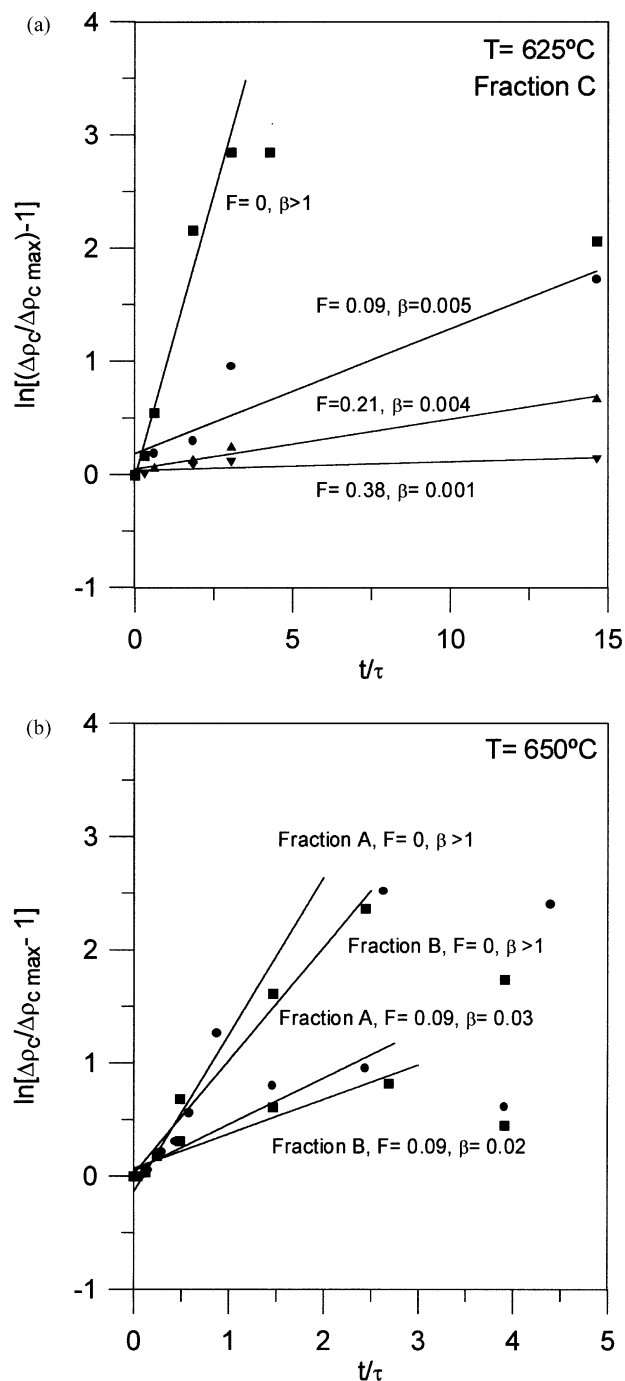 (a)
4
T= 625ºC
Fraction C
3
F= 0, β>1
2
F= 0.09, β=0.005
1
F=0.21, β= 0.004
0
F= 0.38, β= 0.001
-1
ln[(Δρc/Δρc max)-1]
0 5 10 15
t/τ
(b)
4
T= 650ºC
3
Fraction A, F= 0, β >1
2
Fraction B, F= 0, β >1
Fraction A, F= 0.09, β= 0.03
1
Fraction B, F= 0.09, β= 0.02
0
-1
ln[Δρc/Δρc max- 1]
0 1 2 3 4 5
t/τ